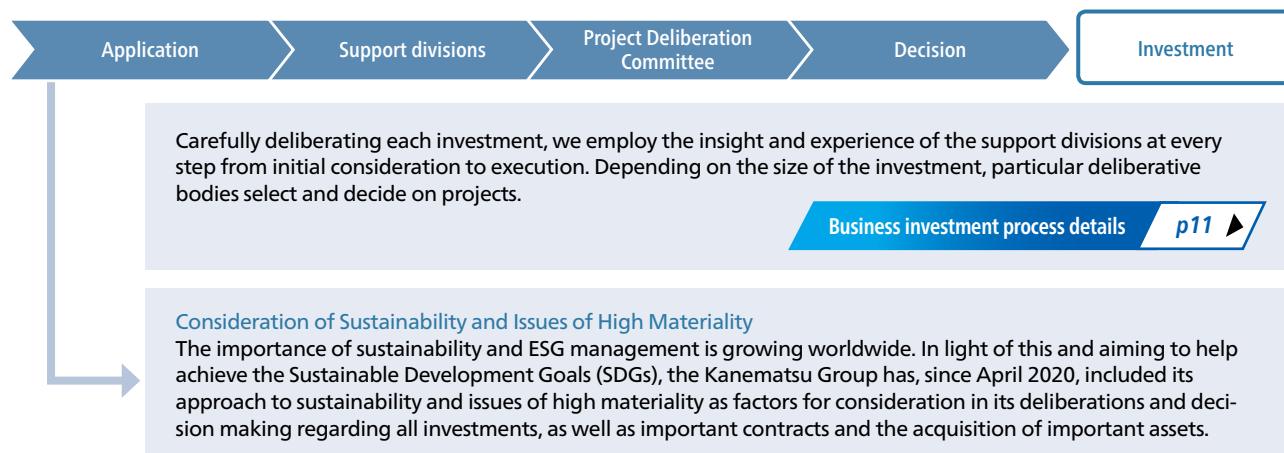 Application
Support divisions
Project Deliberation
Committee
Decision
Investment
Carefully deliberating each investment, we employ the insight and experience of the support divisions at every
step from initial consideration to execution. Depending on the size of the investment, particular deliberative
bodies select and decide on projects.
Business investment process details
p11
Consideration of Sustainability and Issues of High Materiality
The importance of sustainability and ESG management is growing worldwide. In light of this and aiming to help
achieve the Sustainable Development Goals (SDGs), the Kanematsu Group has, since April 2020, included its
approach to sustainability and issues of high materiality as factors for consideration in its deliberations and deci-
sion making regarding all investments, as well as important contracts and the acquisition of important assets.